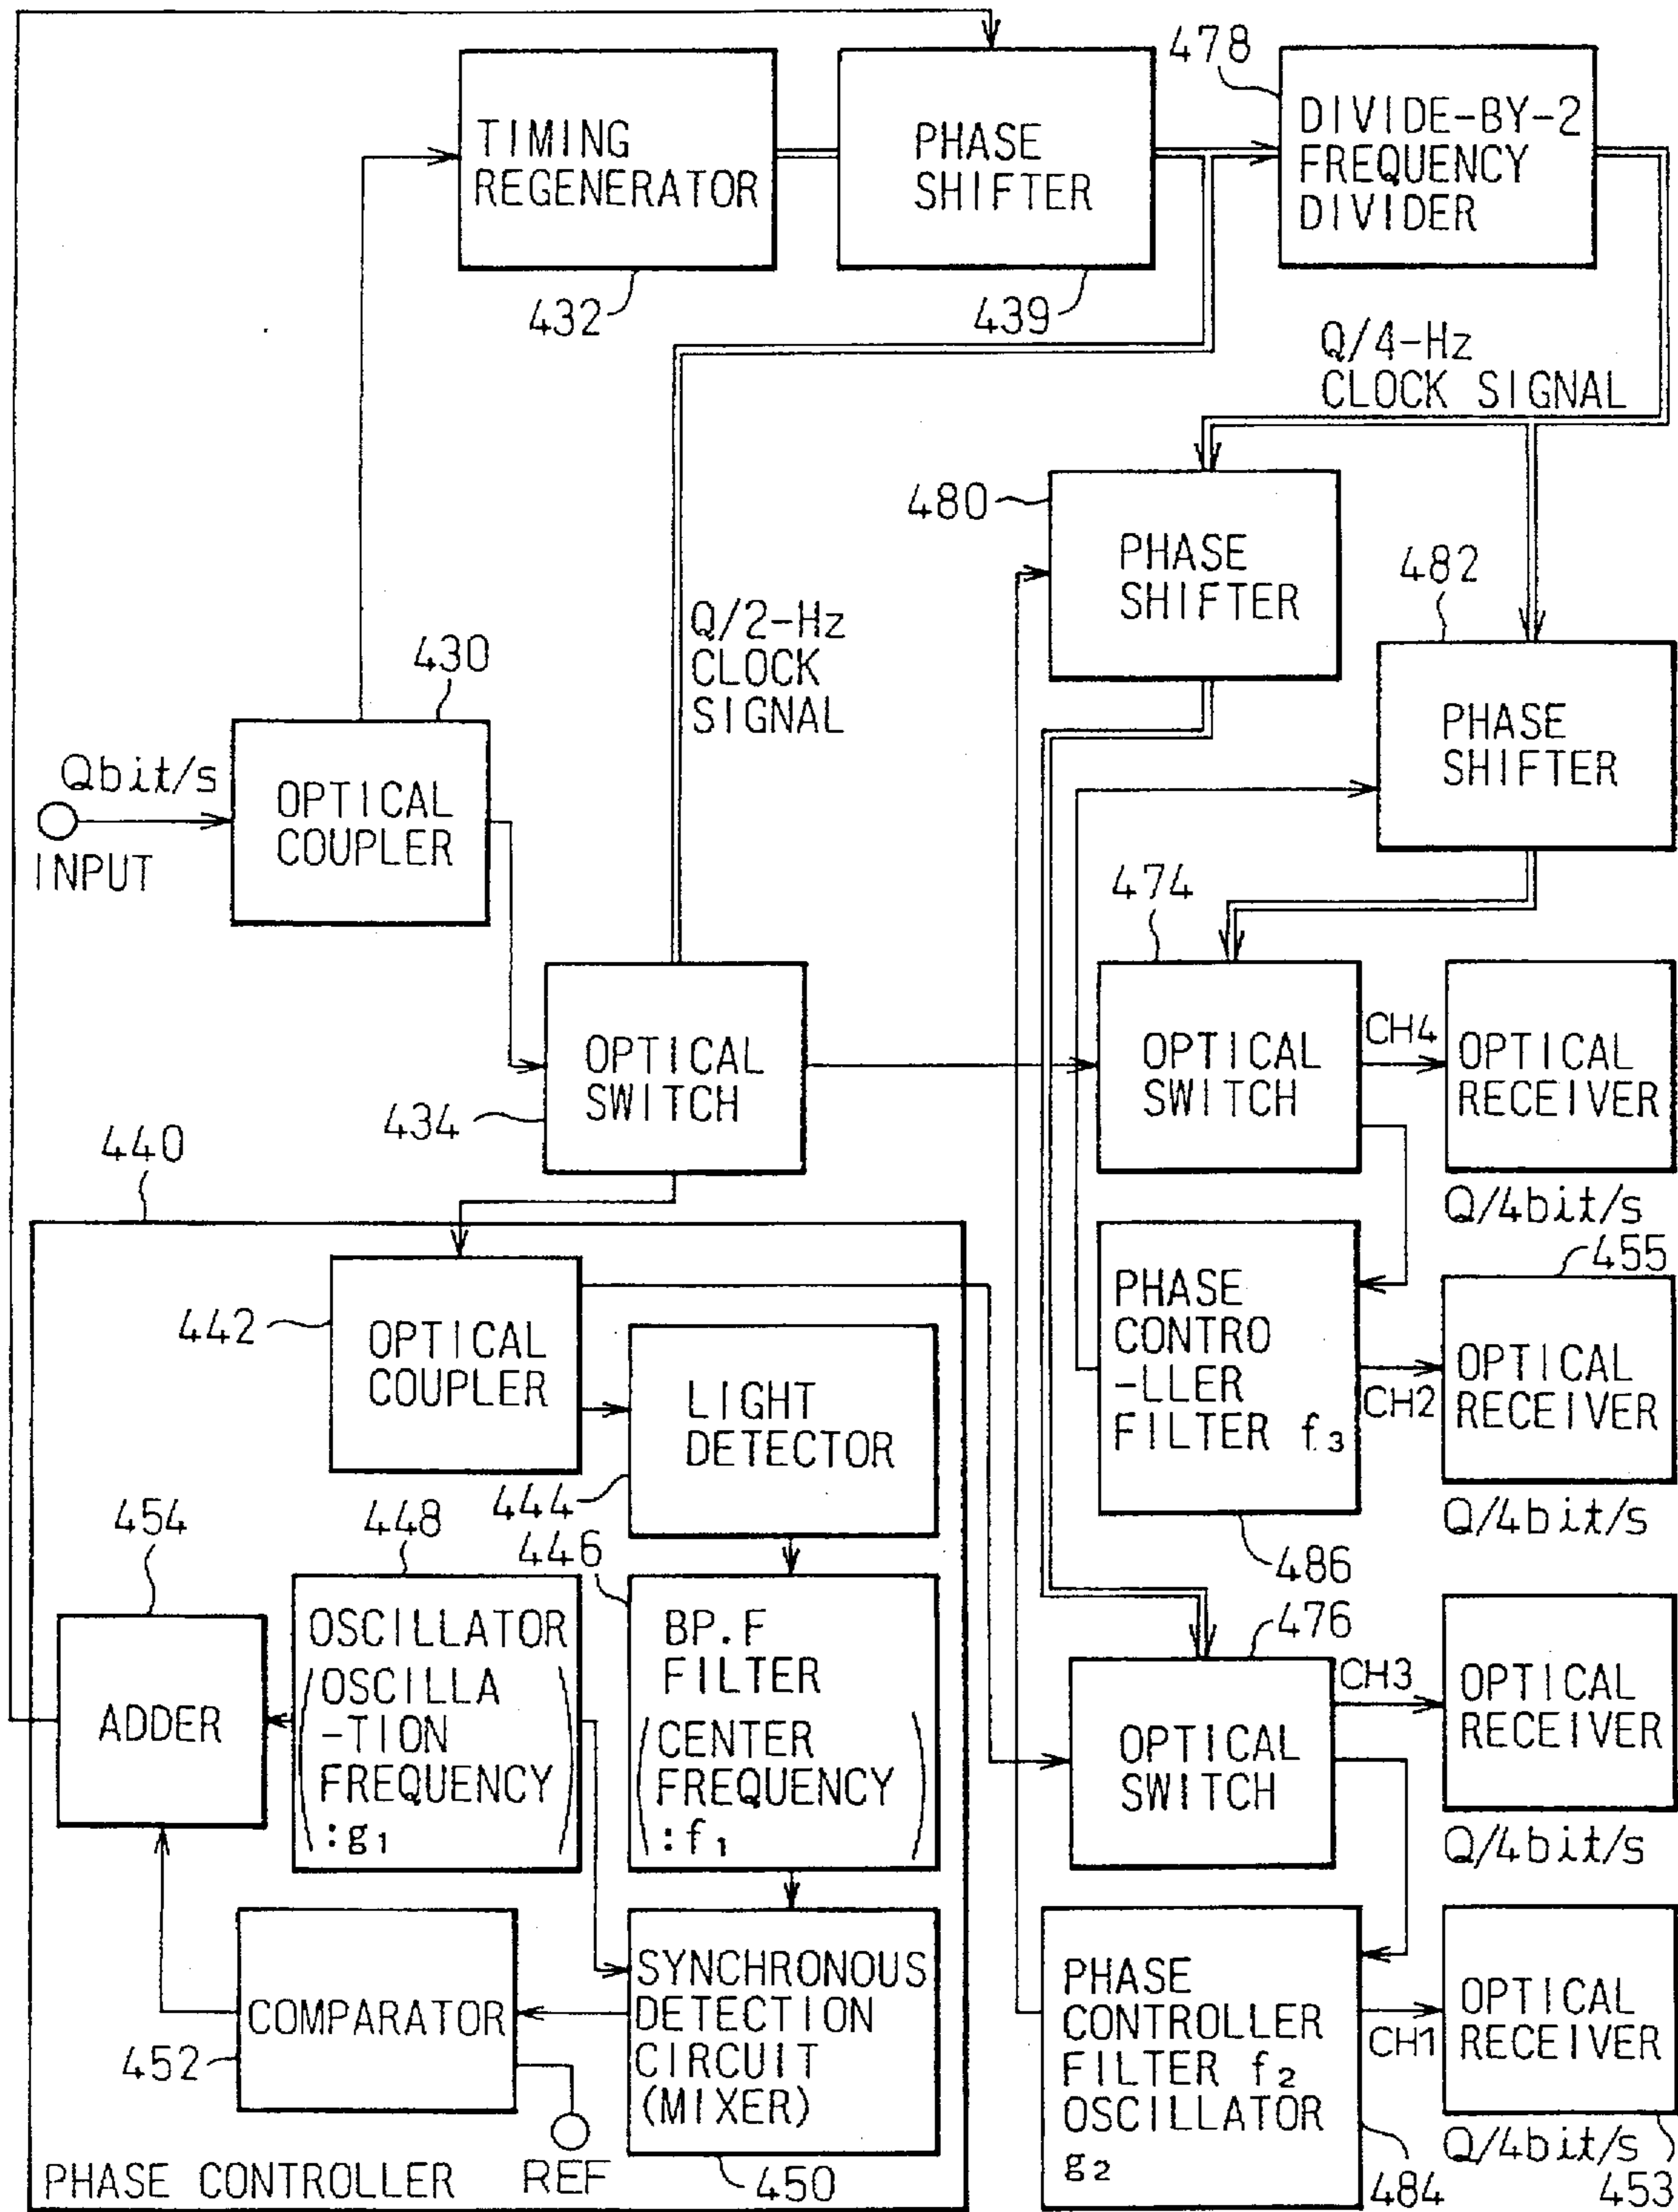 478
TIMING
REGENERATOR
432
PHASE
SHIFTER
439
DIVIDE-BY-2
FREQUENCY
DIVIDER
Q/4-Hz
CLOCK SIGNAL
480
PHASE
SHIFTER
482
PHASE
SHIFTER
Q/2-Hz
CLOCK
SIGNAL
430
Qbit/s
INPUT
OPTICAL
COUPLER
474
OPTICAL
SWITCH
434
OPTICAL
SWITCH
CH4
OPTICAL
RECEIVER
Q/4bit/s
440
442
OPTICAL
COUPLER
LIGHT
DETECTOR
444
PHASE
CONTRO
-LLER
FILTER f3
486
455
CH2
OPTICAL
RECEIVER
Q/4bit/s
454
ADDER
448
OSCILLATOR
(OSCILLA
-TION
FREQUENCY
:g1)
446
BP.F
FILTER
(CENTER
FREQUENCY
:f1)
476
OPTICAL
SWITCH
CH3
OPTICAL
RECEIVER
Q/4bit/s
COMPARATOR
452
REF
SYNCHRONOUS
DETECTION
CIRCUIT
(MIXER)
450
PHASE CONTROLLER
PHASE
CONTROLLER
FILTER f2
OSCILLATOR
g2
484
CH1
OPTICAL
RECEIVER
Q/4bit/s
453